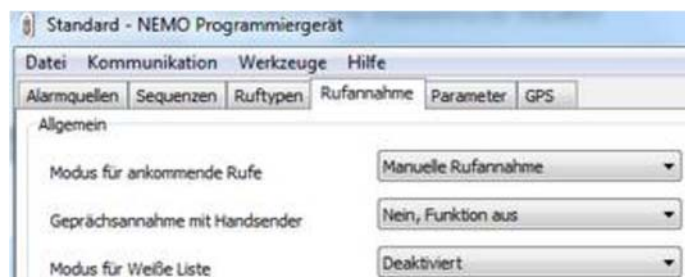 Standard - NEMO Programmiergerät
Datei Kommunikation Werkzeuge Hilfe
Alarmquellen Sequenzen Ruftypen Rufannahme Parameter GPS
Allgemein
Modus für ankommende Rufe Manuelle Rufannahme
Geprächsannahme mit Handsender Nein, Funktion aus
Modus für Weiße Liste Deaktiviert